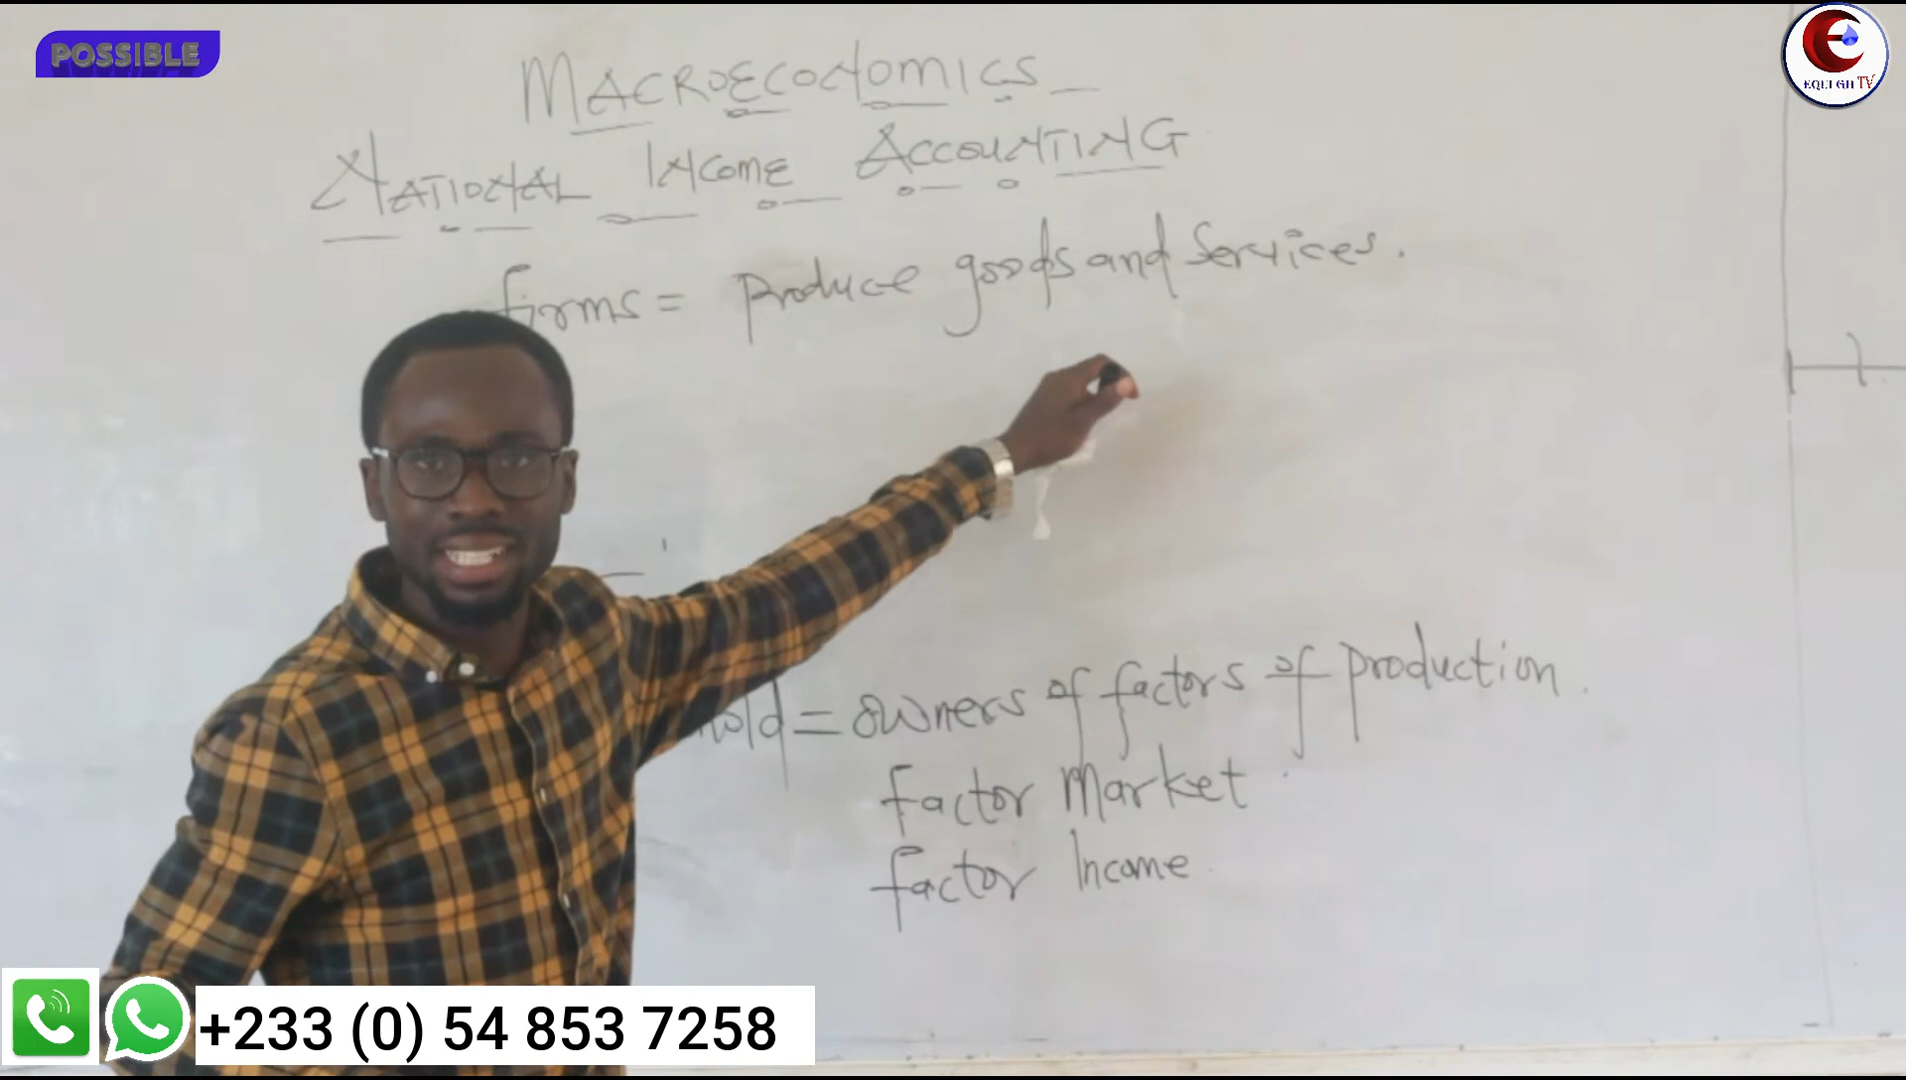 POSSIBLE
EQUI GH TV
MACROECONOMICS
NATIONAL INCOME ACCOUNTING
firms = produce goods and services.
hold = owners of factors of production.
factor market
factor Income
+233 (0) 54 853 7258